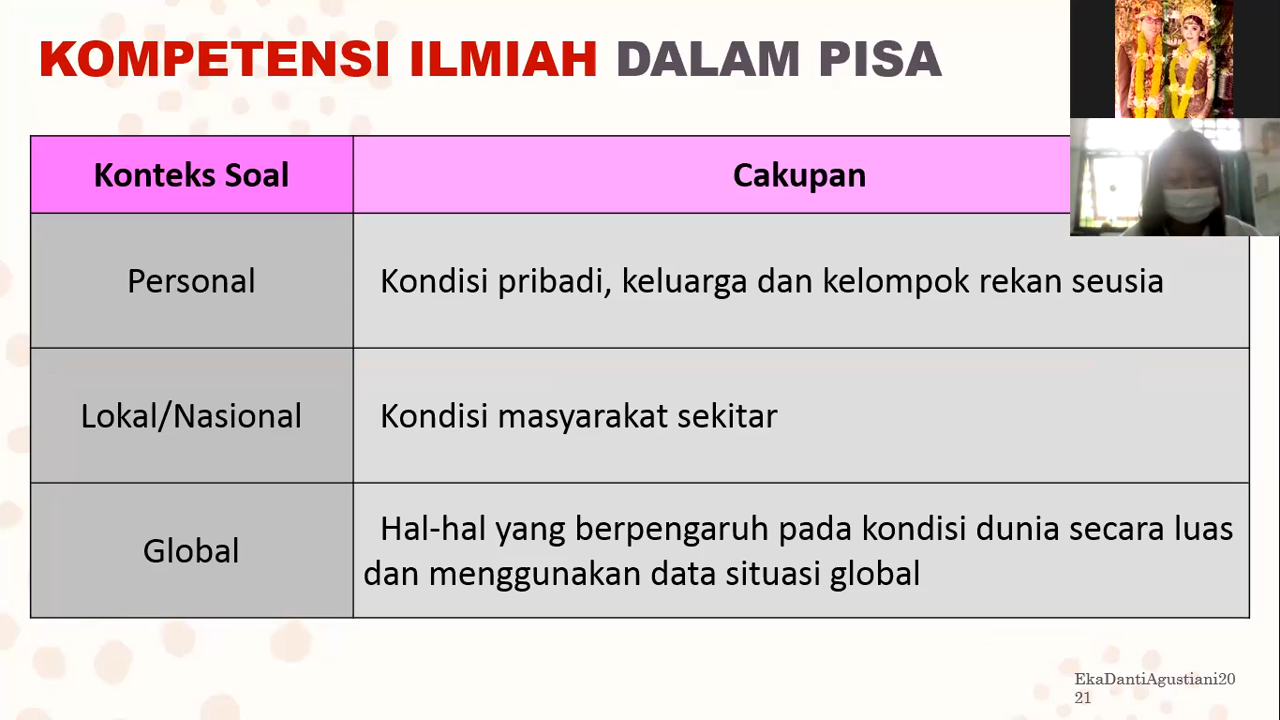 KOMPETENSI ILMIAH DALAM PISA
Konteks Soal
Cakupan
Personal
Kondisi pribadi, keluarga dan kelompok rekan seusia
Lokal/Nasional
Kondisi masyarakat sekitar
Global
Hal-hal yang berpengaruh pada kondisi dunia secara luas
dan menggunakan data situasi global
EkaDantiAgustiani20
21